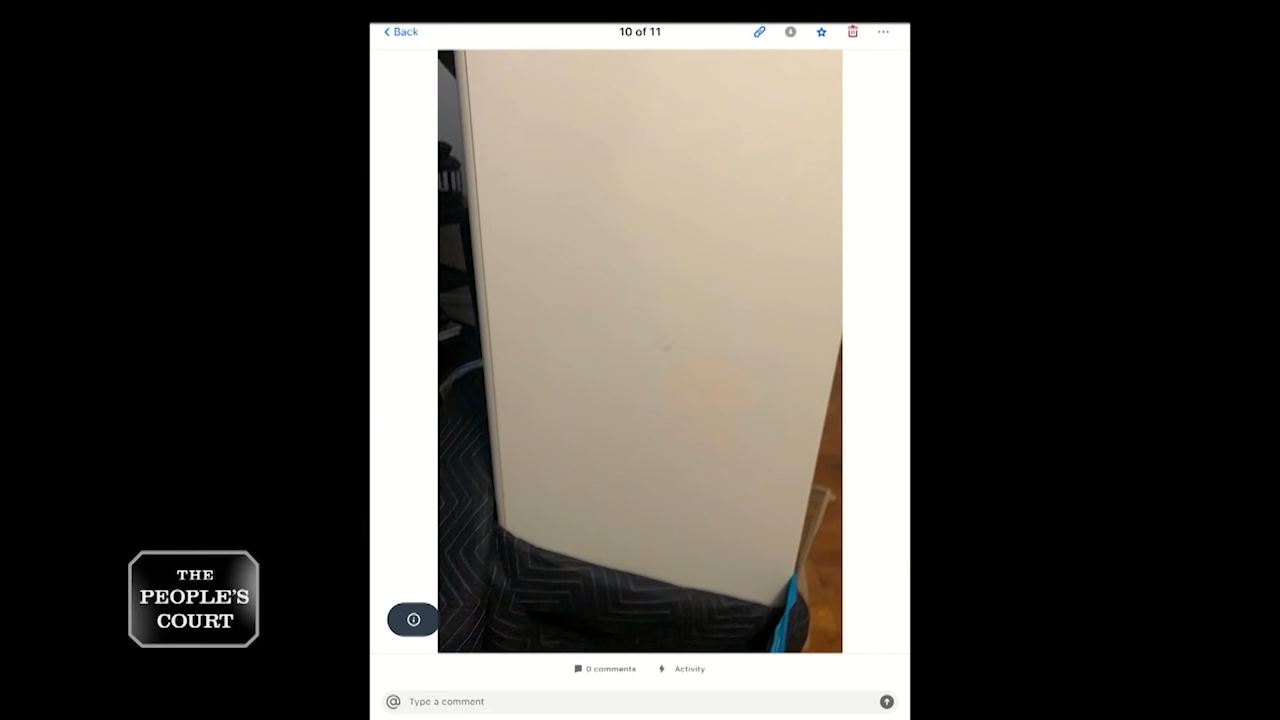 Back
10 of 11
0 comments
Activity
Type a comment
THE
PEOPLE'S
COURT